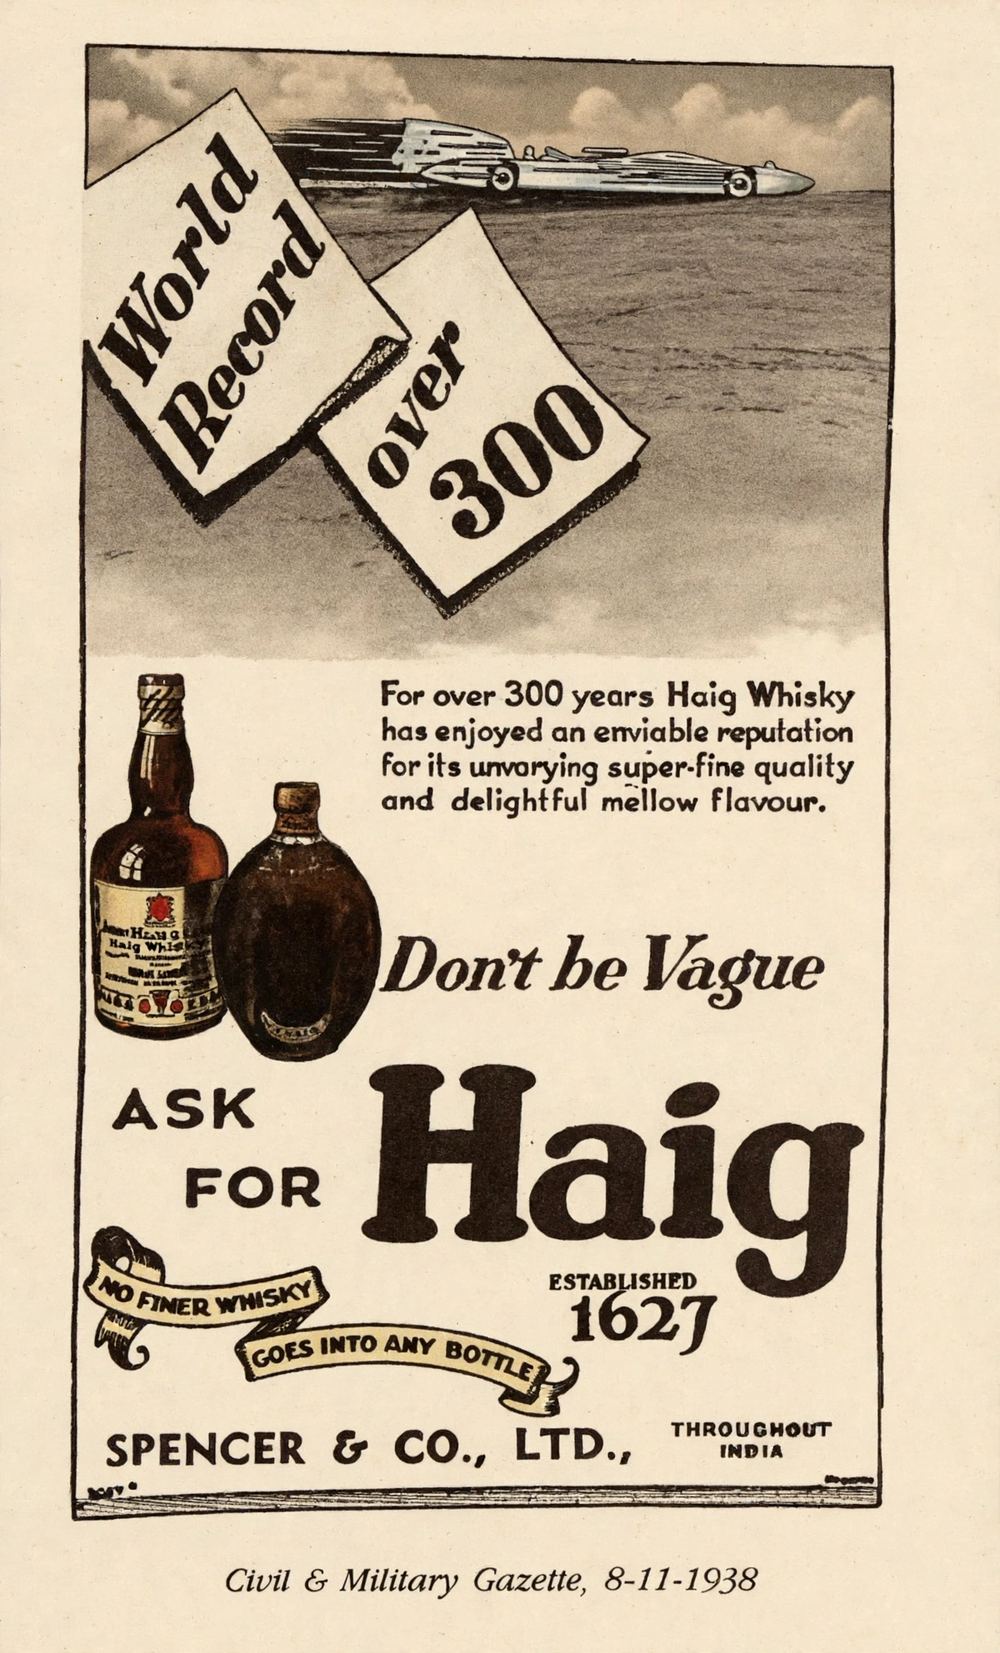 World
Record
over
300
For over 300 years Haig Whisky
has enjoyed an enviable reputation
for its unvarying super-fine quality
and delightful mellow flavour.
Haig Whisky
Don't be Vague
ASK
FOR
Haig
NO FINER WHISKY
GOES INTO ANY BOTTLE
ESTABLISHED
1627
SPENCER & CO., LTD.,
THROUGHOUT
INDIA
Civil & Military Gazette, 8-11-1938